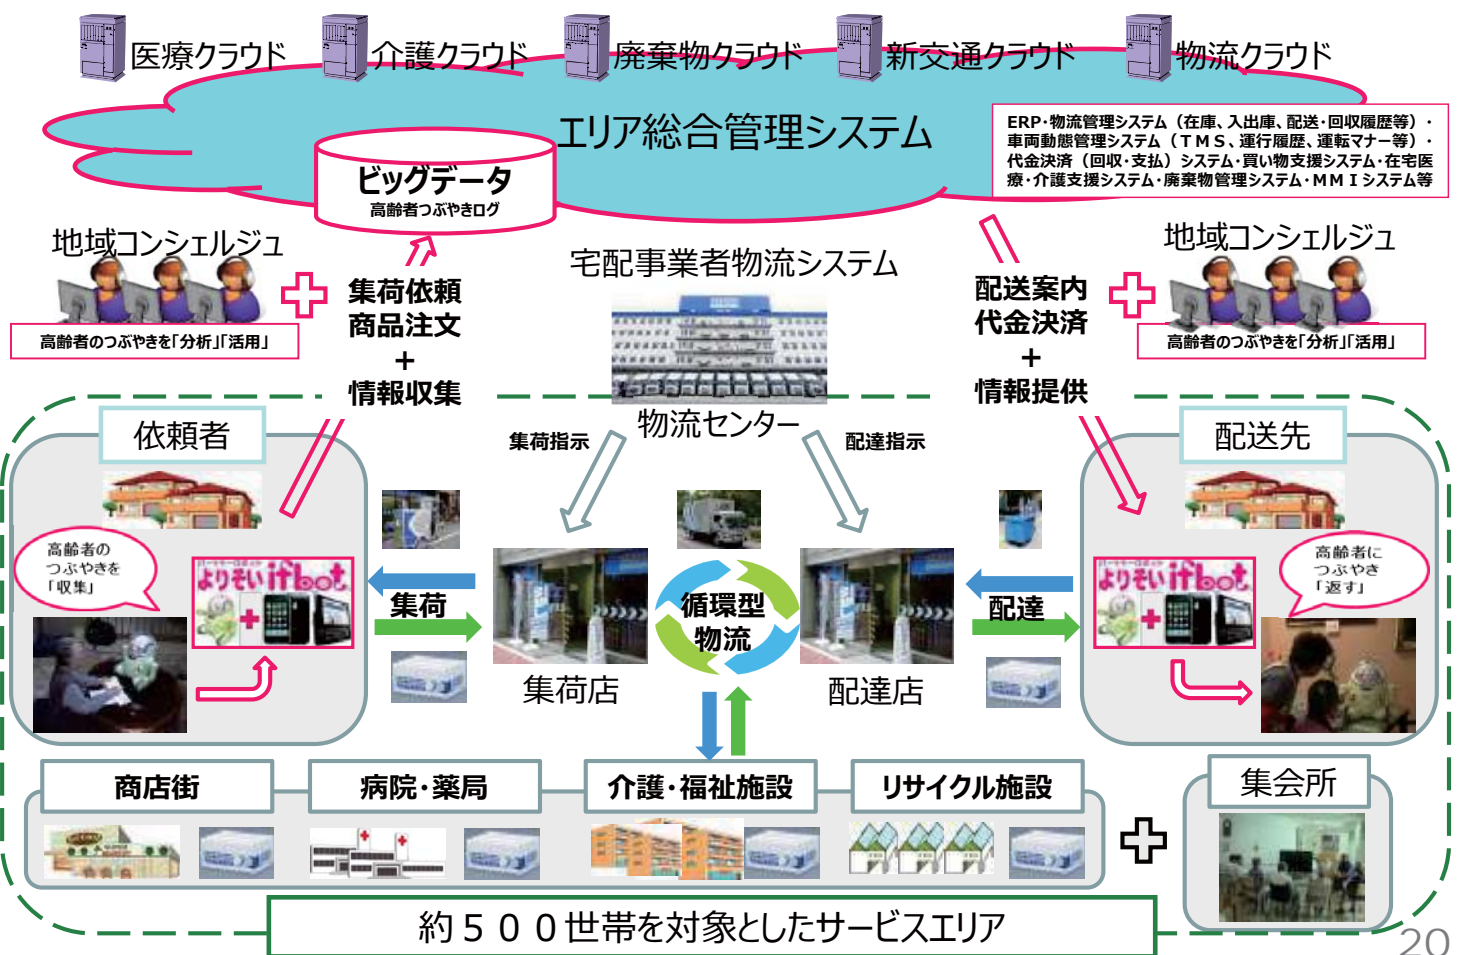 医療クラウド
介護クラウド
廃棄物クラウド
新交通クラウド
物流クラウド
エリア総合管理システム
ERP・物流管理システム（在庫、入出庫、配送・回収履歴等）・
車両動態管理システム（ＴＭＳ、運行履歴、運転マナー等）・
代金決済（回収・支払）システム・買い物支援システム・在宅医
療・介護支援システム・廃棄物管理システム・ＭＭＩシステム等
ビッグデータ
高齢者つぶやきログ
地域コンシェルジュ
高齢者のつぶやきを「分析」「活用」
集荷依頼
商品注文
+
情報収集
宅配事業者物流システム
物流センター
配送案内
代金決済
+
情報提供
地域コンシェルジュ
高齢者のつぶやきを「分析」「活用」
依頼者
集荷指示
配達指示
配送先
高齢者の
つぶやきを
「収集」
よりそいifbot
集荷
集荷店
循環型
物流
配達店
配達
よりそいifbot
高齢者に
つぶやき
「返す」
商店街
病院・薬局
介護・福祉施設
リサイクル施設
集会所
約５００世帯を対象としたサービスエリア
20